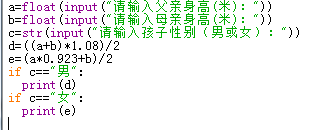 a=float(input("请输入父亲身高(米): "))
b=float(input("请输入母亲身高(米): "))
c=str(input("请输入孩子性别（男或女）: "))
d=((a+b)*1.08)/2
e=(a*0.923+b)/2
if c=="男":
  print(d)
if c=="女":
  print(e)